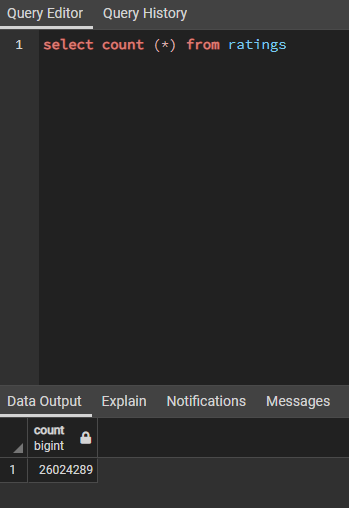 Query Editor Query History
1 select count (*) from ratings
Data Output Explain Notifications Messages
count
bigint
1 26024289